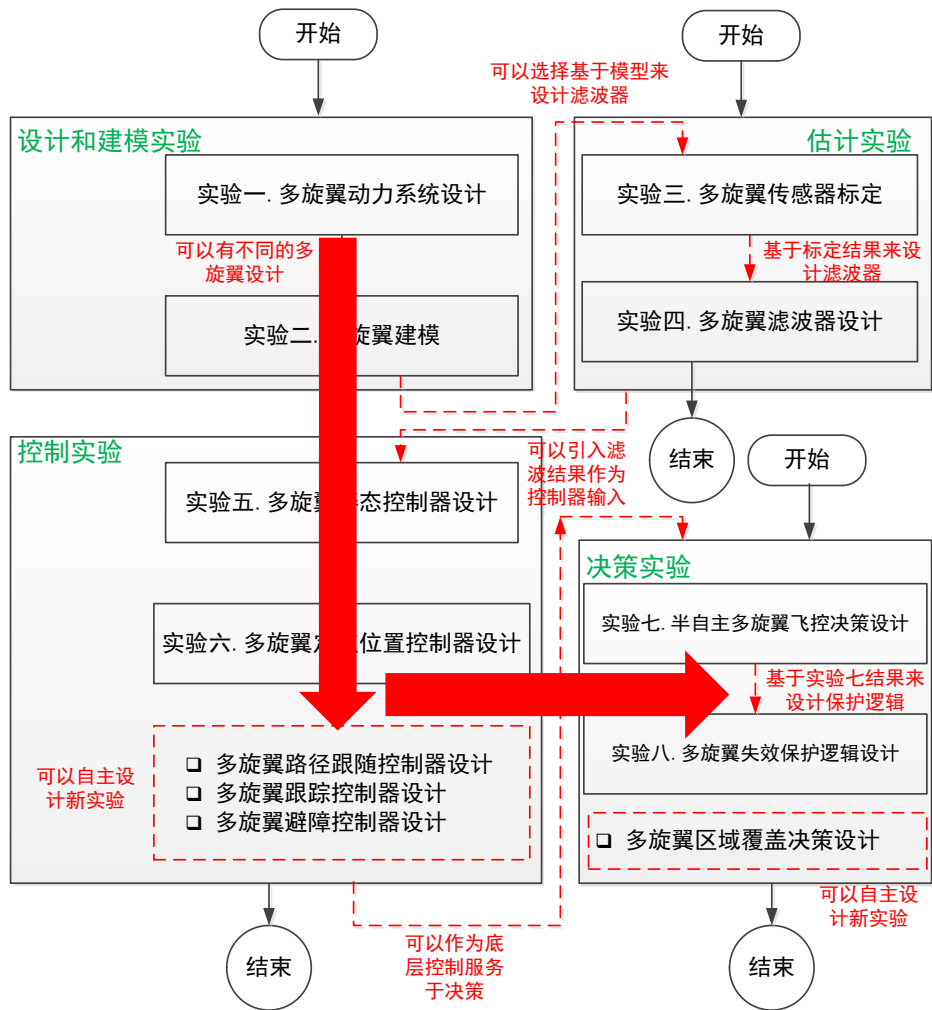 开始
开始
可以选择基于模型来
设计滤波器
设计和建模实验
估计实验
实验一. 多旋翼动力系统设计
实验三. 多旋翼传感器标定
可以有不同的多
旋翼设计
基于标定结果来设
计滤波器
实验二. 旋翼建模
实验四. 多旋翼滤波器设计
控制实验
可以引入滤
波结果作为
控制器输入
结束
开始
实验五. 多旋 态控制器设计
决策实验
实验七. 半自主多旋翼飞控决策设计
实验六. 多旋翼定 位置控制器设计
基于实验七结果来
设计保护逻辑
实验八. 多旋翼失效保护逻辑设计
可以自主设
计新实验
多旋翼路径跟随控制器设计
多旋翼跟踪控制器设计
多旋翼避障控制器设计
多旋翼区域覆盖决策设计
可以自主设
计新实验
可以作为底
层控制服务
于决策
结束
结束